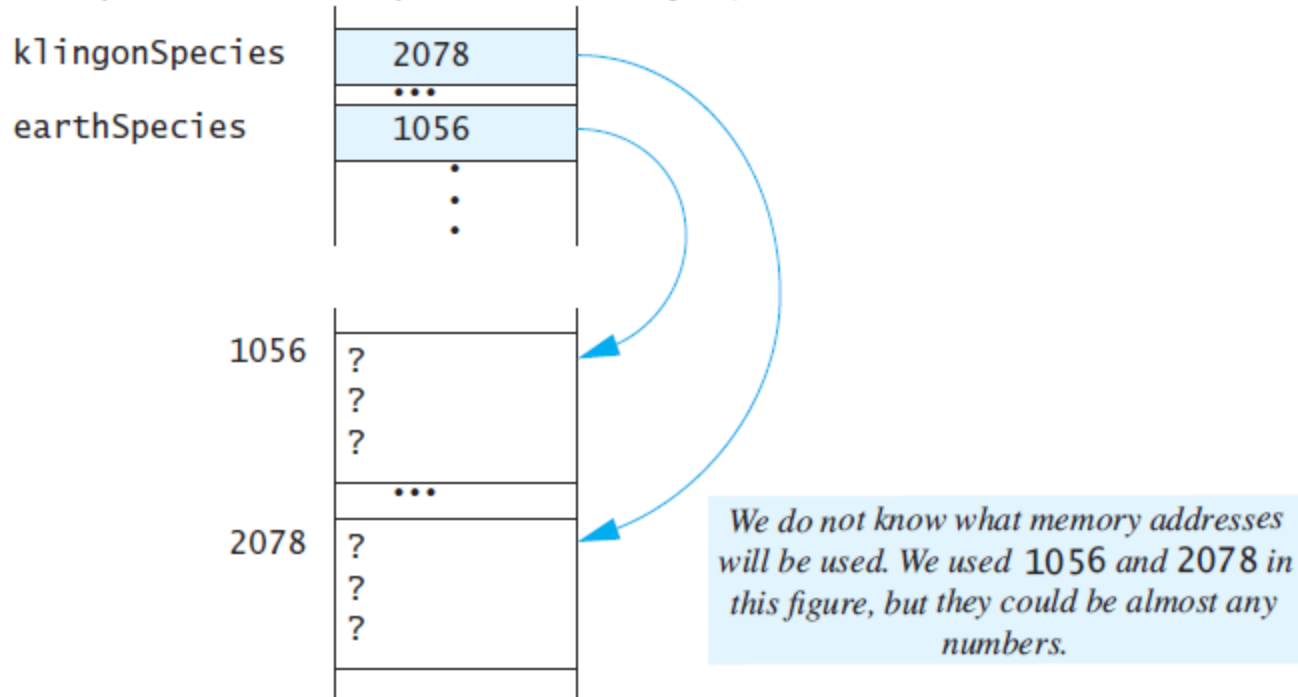 klingonSpecies 2078
...
earthSpecies 1056
.
.
.
1056 ?
?
?
...
2078 ?
?
?
We do not know what memory addresses
will be used. We used 1056 and 2078 in
this figure, but they could be almost any
numbers.